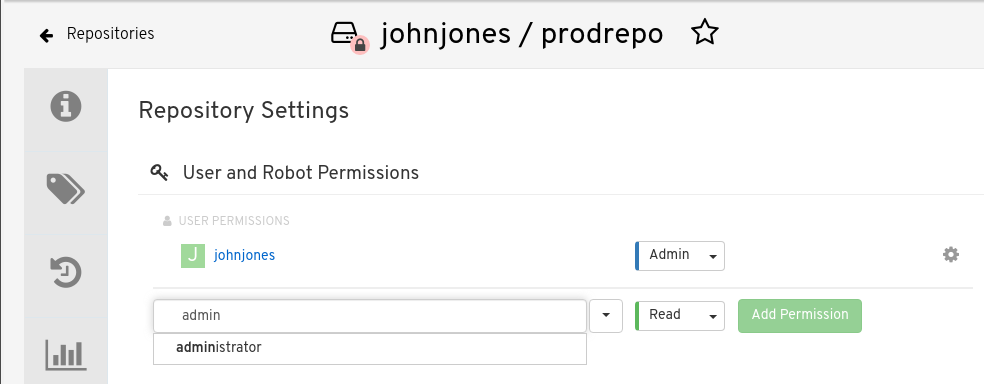 Repositories
johnjones / prodrepo
Repository Settings
User and Robot Permissions
USER PERMISSIONS
J johnjones Admin
admin Read Add Permission
administrator